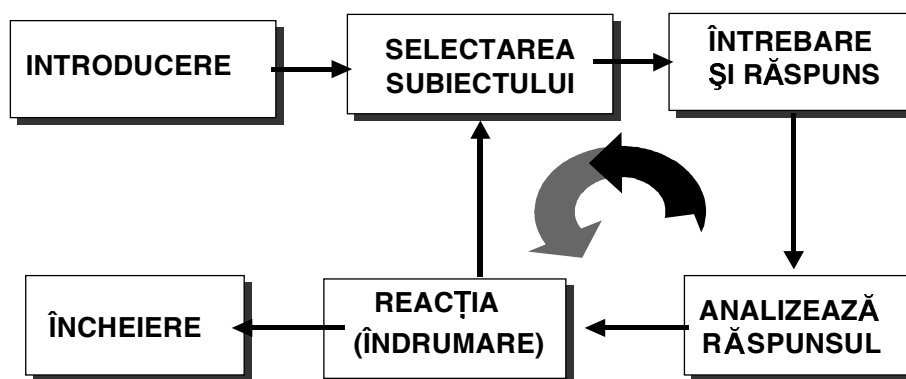 INTRODUCERE
SELECTAREA
SUBIECTULUI
ÎNTREBARE
ŞI RĂSPUNS
ÎNCHEIERE
REACȚIA
(ÎNDRUMARE)
ANALIZEAZĂ
RĂSPUNSUL